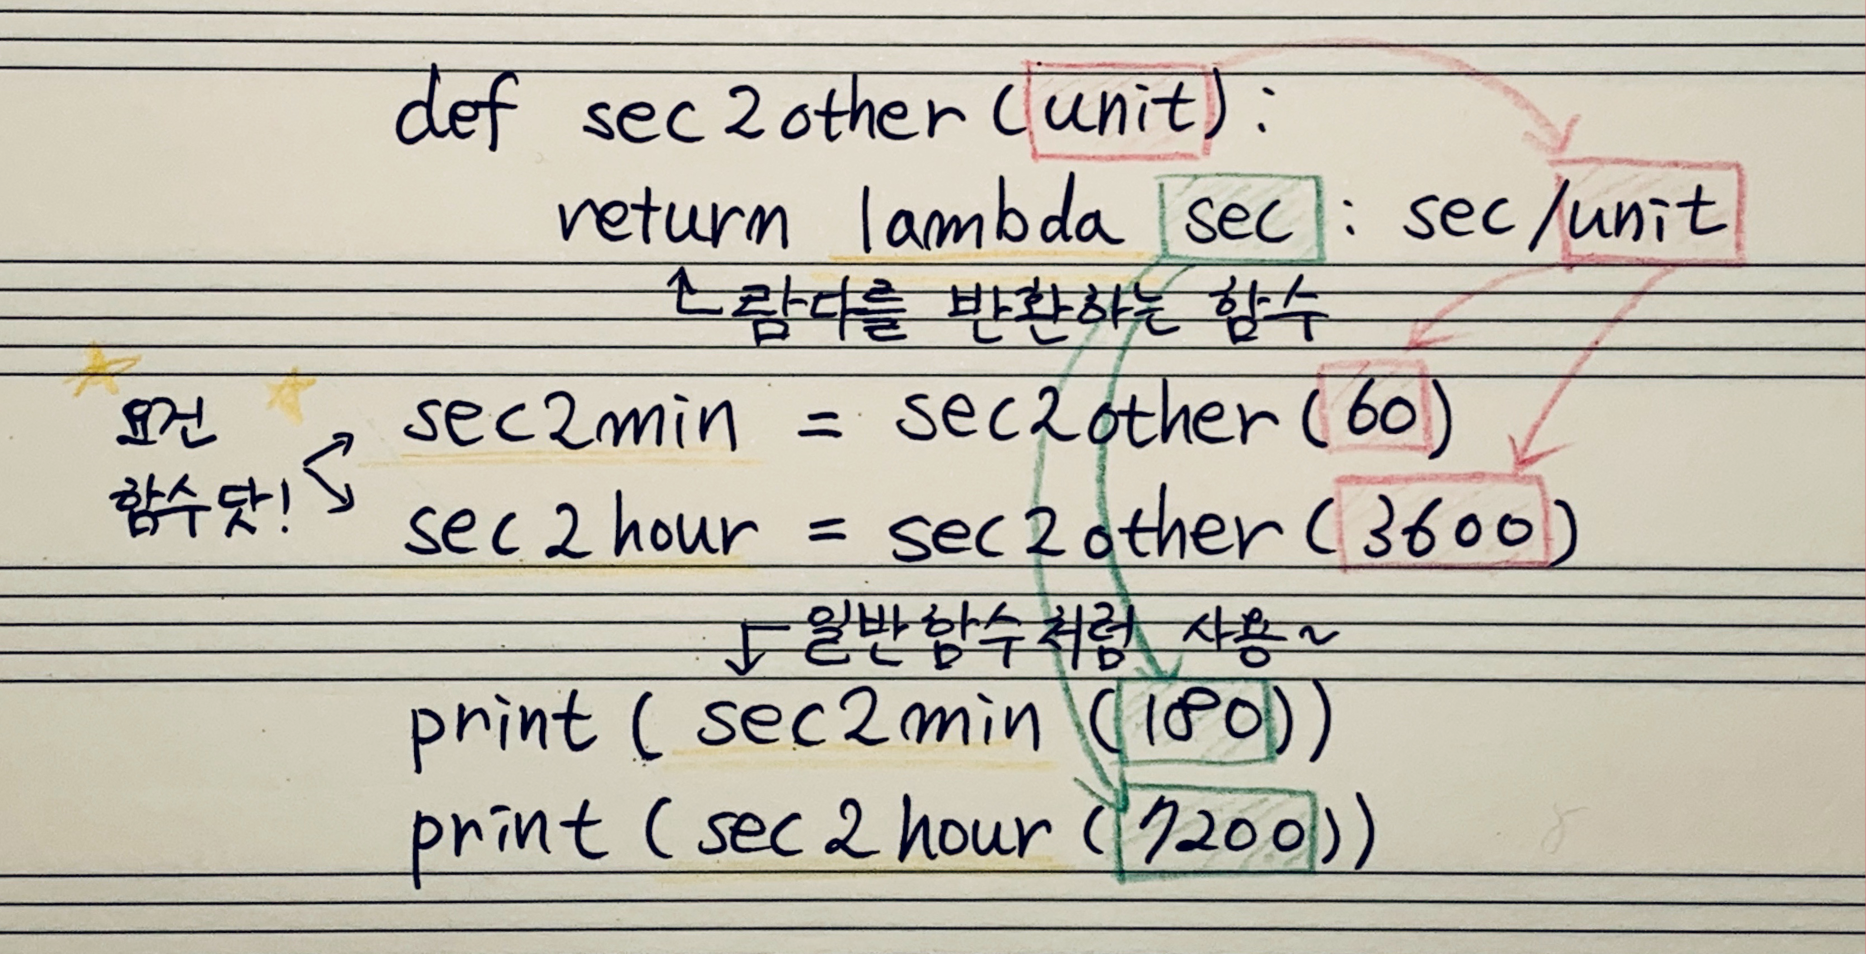 def sec2other(unit):
return lambda sec : sec/unit
람다를 반환하는 함수
요건
함수닷!
sec2min = sec2other(60)
sec2hour = sec2other(3600)
일반함수처럼 사용~
print(sec2min(180))
print(sec2hour(7200))